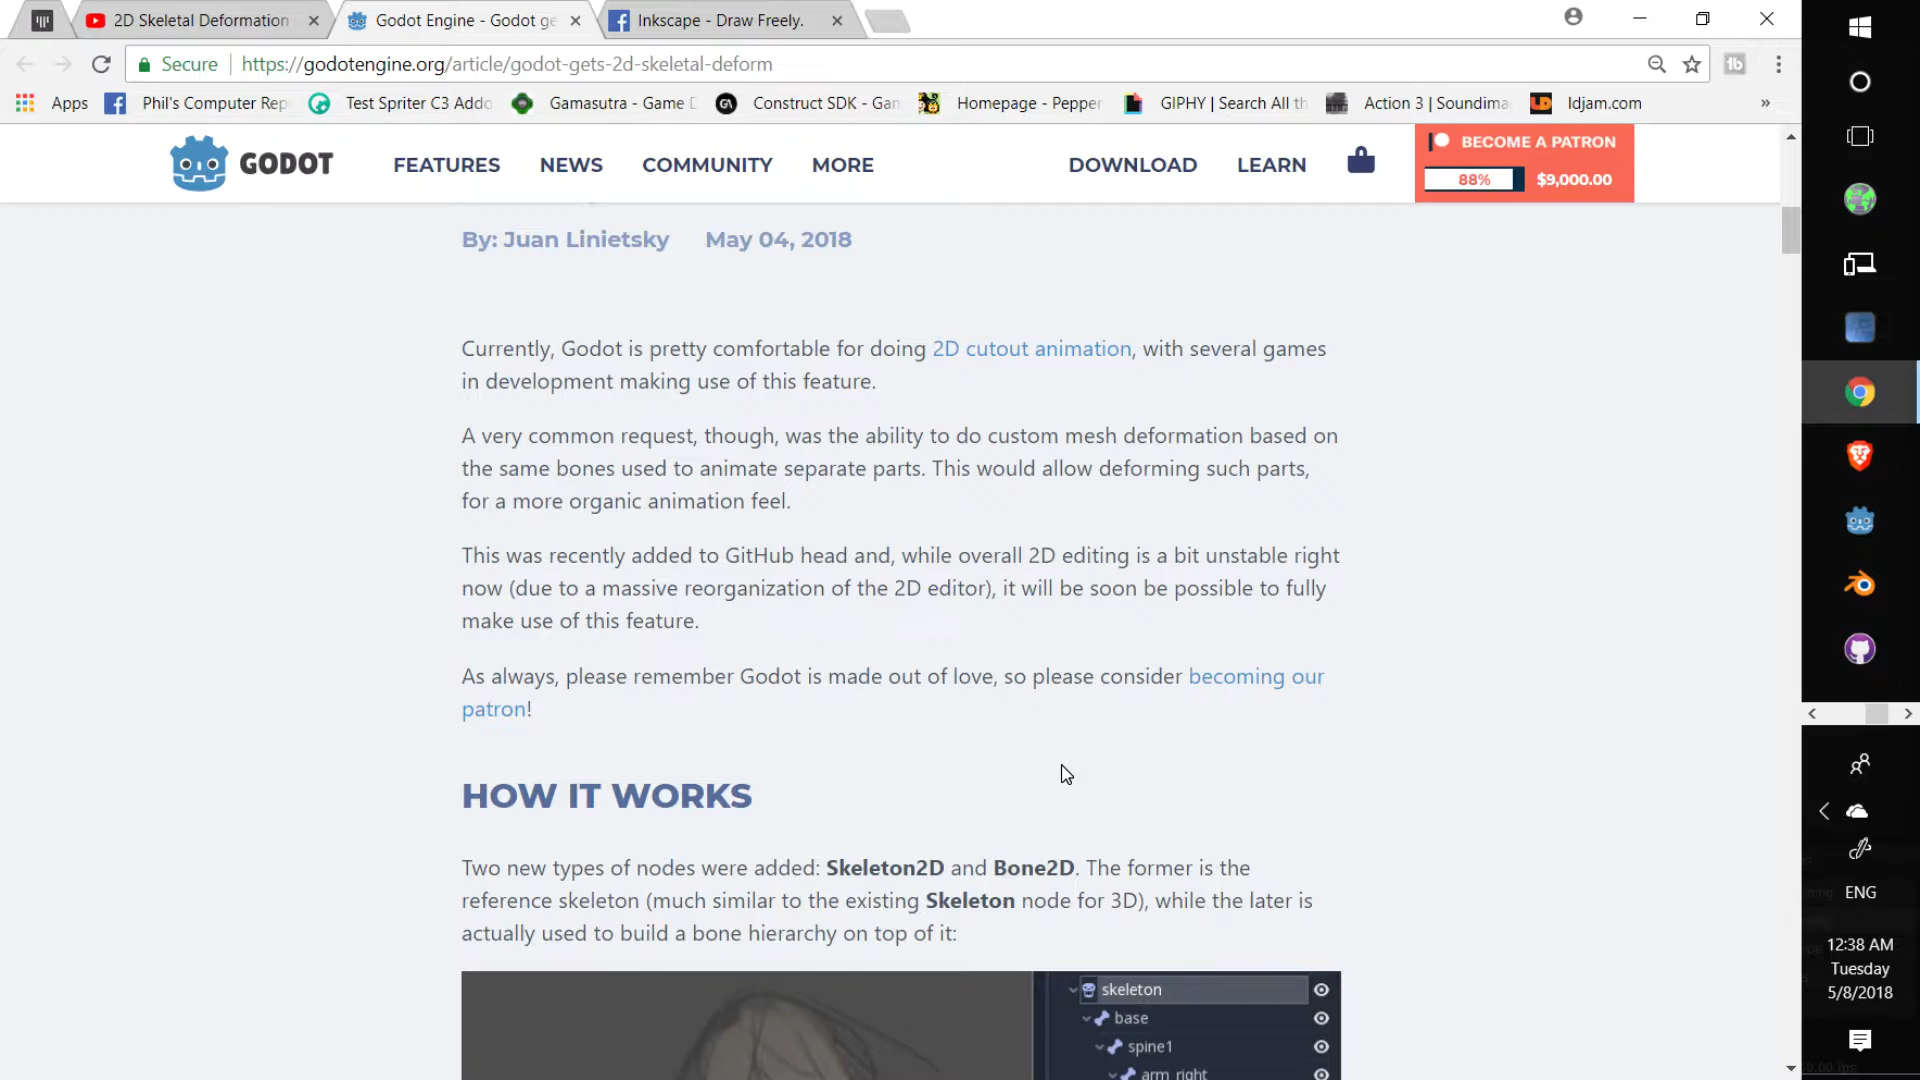 2D Skeletal Deformation
Godot Engine - Godot ge
Inkscape - Draw Freely.
Secure
https://godotengine.org/article/godot-gets-2d-skeletal-deform
Apps
Phil's Computer Rep
Test Spriter C3 Addo
Gamasutra - Game D
Construct SDK - Gan
Homepage - Pepper
GIPHY | Search All th
Action 3 | Soundima
ldjam.com
»
GODOT
FEATURES
NEWS
COMMUNITY
MORE
DOWNLOAD
LEARN
BECOME A PATRON
88%
$9,000.00
By: Juan Linietsky May 04, 2018
Currently, Godot is pretty comfortable for doing 2D cutout animation, with several games
in development making use of this feature.
A very common request, though, was the ability to do custom mesh deformation based on
the same bones used to animate separate parts. This would allow deforming such parts,
for a more organic animation feel.
This was recently added to GitHub head and, while overall 2D editing is a bit unstable right
now (due to a massive reorganization of the 2D editor), it will be soon be possible to fully
make use of this feature.
As always, please remember Godot is made out of love, so please consider becoming our
patron!
HOW IT WORKS
Two new types of nodes were added: Skeleton2D and Bone2D. The former is the
reference skeleton (much similar to the existing Skeleton node for 3D), while the later is
actually used to build a bone hierarchy on top of it:
skeleton
base
spine1
arm_right
ENG
12:38 AM
Tuesday
5/8/2018